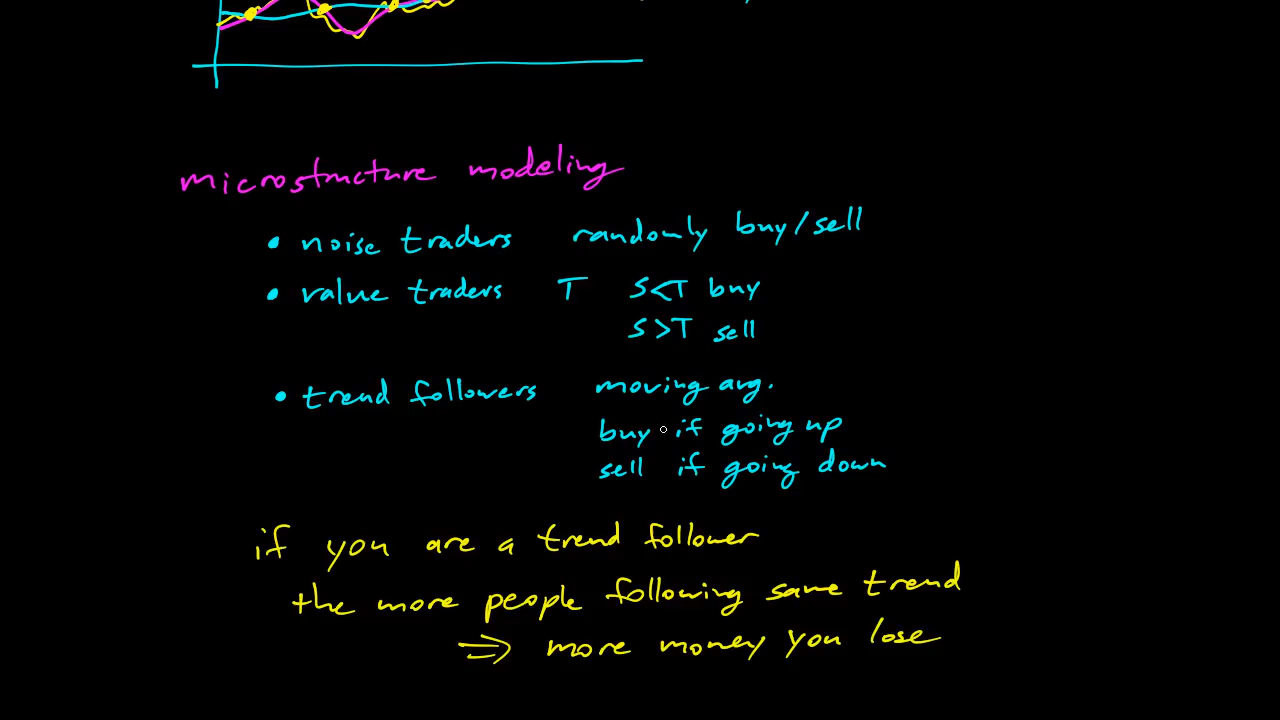 microstructure modeling
• noise traders randomly buy/sell
• value traders T S<T buy
S>T sell
• trend followers moving avg.
buy if going up
sell if going down
if you are a trend follower
the more people following same trend
⇒ more money you lose